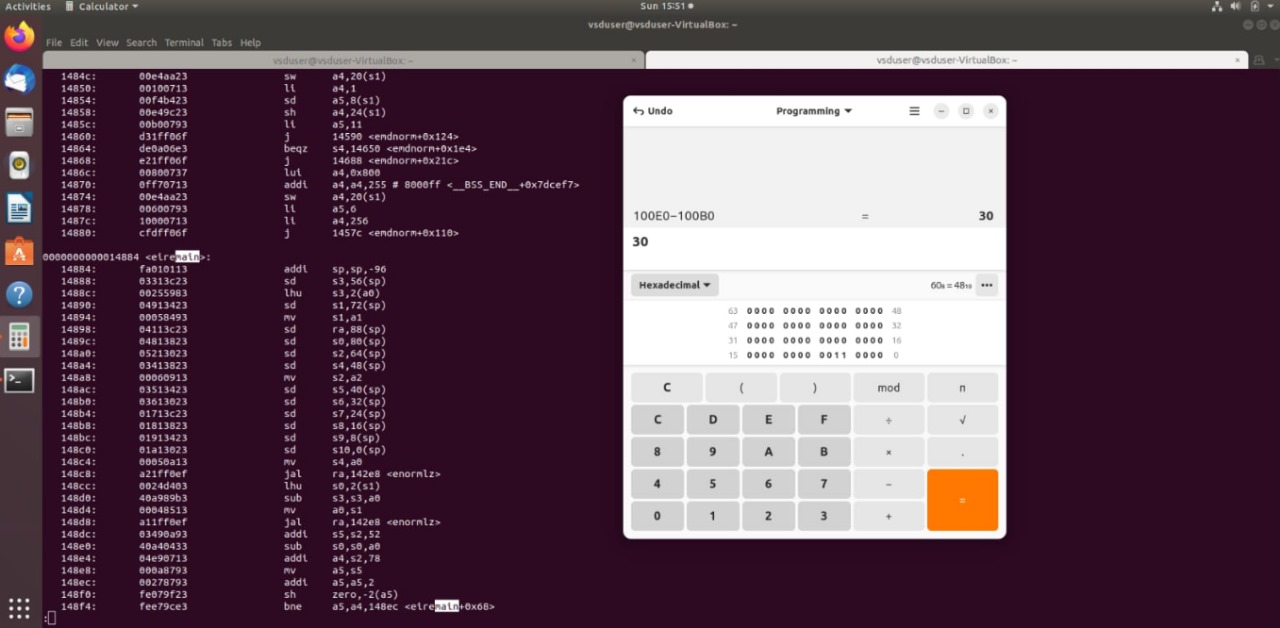 Activities Calculator Sun 15:51
vsduser@vsduser-VirtualBox: ~
File Edit View Search Terminal Tabs Help
vsduser@vsduser-VirtualBox: ~ × vsduser@vsduser-VirtualBox: ~ ×
1484c: 00e4aa23 sw a4,20(s1)
14850: 00100713 li a4,1
14854: 00f4b423 sd a5,8(s1)
14858: 00e49c23 sh a4,24(s1)
1485c: 00b00793 li a5,11
14860: d31ff06f j 14590 <emdnorm+0x124>
14864: de0a06e3 beqz s4,14650 <emdnorm+0x1e4>
14868: e21ff06f j 14688 <emdnorm+0x21c>
1486c: 00800737 lui a4,0x800
14870: 0ff70713 addi a4,a4,255 # 8000ff <__BSS_END__+0x7dcef7>
14874: 00e4aa23 sw a4,20(s1)
14878: 00600793 li a5,6
1487c: 10000713 li a4,256
14880: cfdff06f j 1457c <emdnorm+0x110>
0000000000014884 <eiremain>:
14884: fa010113 addi sp,sp,-96
14888: 03313c23 sd s3,56(sp)
1488c: 00255983 lhu s3,2(a0)
14890: 04913423 sd s1,72(sp)
14894: 00058493 mv s1,a1
14898: 04113c23 sd ra,88(sp)
1489c: 04813823 sd s0,80(sp)
148a0: 05213023 sd s2,64(sp)
148a4: 03413823 sd s4,48(sp)
148a8: 00060913 mv s2,a2
148ac: 03513423 sd s5,40(sp)
148b0: 03613023 sd s6,32(sp)
148b4: 01713c23 sd s7,24(sp)
148b8: 01813823 sd s8,16(sp)
148bc: 01913423 sd s9,8(sp)
148c0: 01a13023 sd s10,0(sp)
148c4: 00050a13 mv s4,a0
148c8: a21ff0ef jal ra,142e8 <enormlz>
148cc: 0024d403 lhu s0,2(s1)
148d0: 40a989b3 sub s3,s3,a0
148d4: 00048513 mv a0,s1
148d8: a11ff0ef jal ra,142e8 <enormlz>
148dc: 03490a93 addi s5,s2,52
148e0: 40a40433 sub s0,s0,a0
148e4: 04e90713 addi a4,s2,78
148e8: 000a8793 mv a5,s5
148ec: 00278793 addi a5,a5,2
148f0: fe079f23 sh zero,-2(a5)
148f4: fee79ce3 bne a5,a4,148ec <eiremain+0x68>
:
Undo Programming
100E0−100B0 = 30
30
Hexadecimal 60₈ = 48₁₀
63 0000 0000 0000 0000 48
47 0000 0000 0000 0000 32
31 0000 0000 0000 0000 16
15 0000 0000 0011 0000 0
C ( ) mod n
C D E F ÷ √
8 9 A B × .
4 5 6 7 − =
0 1 2 3 +